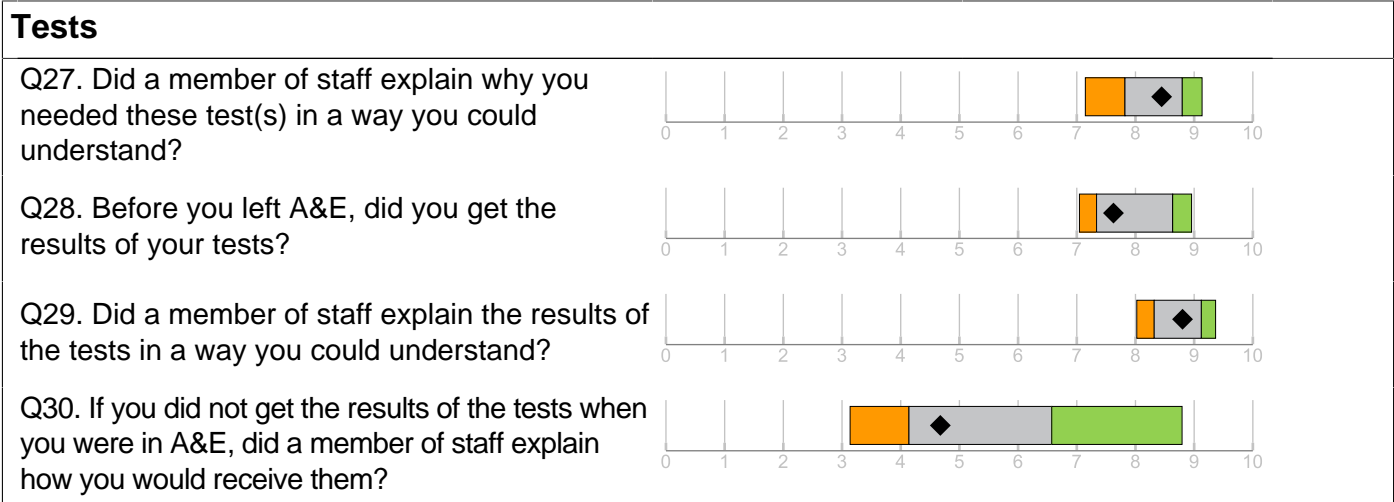 Tests
Q27. Did a member of staff explain why you
needed these test(s) in a way you could
understand?
0 1 2 3 4 5 6 7 8 9 10
Q28. Before you left A&E, did you get the
results of your tests?
0 1 2 3 4 5 6 7 8 9 10
Q29. Did a member of staff explain the results of
the tests in a way you could understand?
0 1 2 3 4 5 6 7 8 9 10
Q30. If you did not get the results of the tests when
you were in A&E, did a member of staff explain
how you would receive them?
0 1 2 3 4 5 6 7 8 9 10